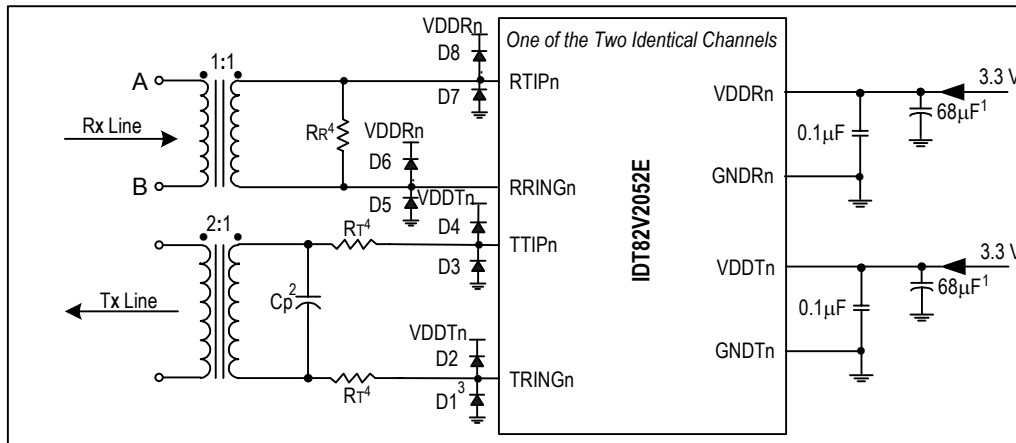 One of the Two Identical Channels
VDDRn
D8
1:1
A
RTIPn
D7
VDDRn
3.3 V
Rx Line
RR4
VDDRn
68μF1
0.1μF
D6
B
RRINGn
GNDRn
D5
VDDTn
2:1
D4
RT4
TTIPn
D3
IDT82V2052E
VDDTn
3.3 V
Tx Line
Cp2
68μF1
0.1μF
VDDTn
D2
GNDTn
TRINGn
RT4
D13